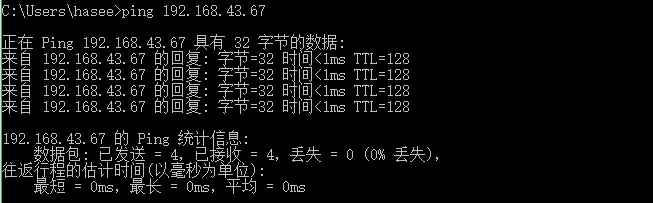 C:\Users\hasee>ping 192.168.43.67
正在 Ping 192.168.43.67 具有 32 字节的数据:
来自 192.168.43.67 的回复: 字节=32 时间<1ms TTL=128
来自 192.168.43.67 的回复: 字节=32 时间<1ms TTL=128
来自 192.168.43.67 的回复: 字节=32 时间<1ms TTL=128
来自 192.168.43.67 的回复: 字节=32 时间<1ms TTL=128
192.168.43.67 的 Ping 统计信息:
数据包: 已发送 = 4，已接收 = 4，丢失 = 0 (0% 丢失)，
往返行程的估计时间(以毫秒为单位):
最短 = 0ms，最长 = 0ms，平均 = 0ms